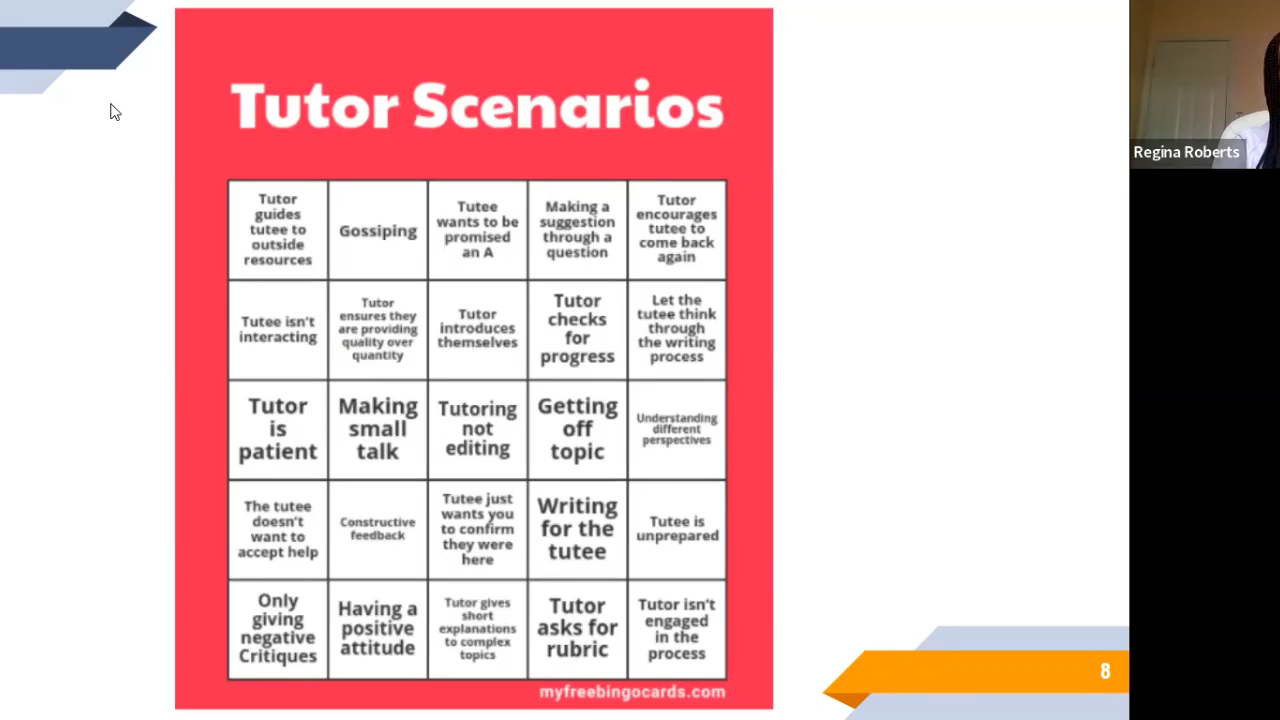 Tutor Scenarios
Regina Roberts
Tutor
guides
tutee to
outside
resources
Gossiping
Tutee
wants to be
promised
an A
Making a
suggestion
through a
question
Tutor
encourages
tutee to
come back
again
Tutee isn't
interacting
Tutor
ensures they
are providing
quality over
quantity
Tutor
introduces
themselves
Tutor
checks
for
progress
Let the
tutee think
through
the writing
process
Tutor
is
patient
Making
small
talk
Tutoring
not
editing
Getting
off
topic
Understanding
different
perspectives
The tutee
doesn't
want to
accept help
Constructive
feedback
Tutee just
wants you
to confirm
they were
here
Writing
for the
tutee
Tutee is
unprepared
Only
giving
negative
Critiques
Having a
positive
attitude
Tutor gives
short
explanations
to complex
topics
Tutor
asks for
rubric
Tutor isn't
engaged
in the
process
myfreebingocards.com
8